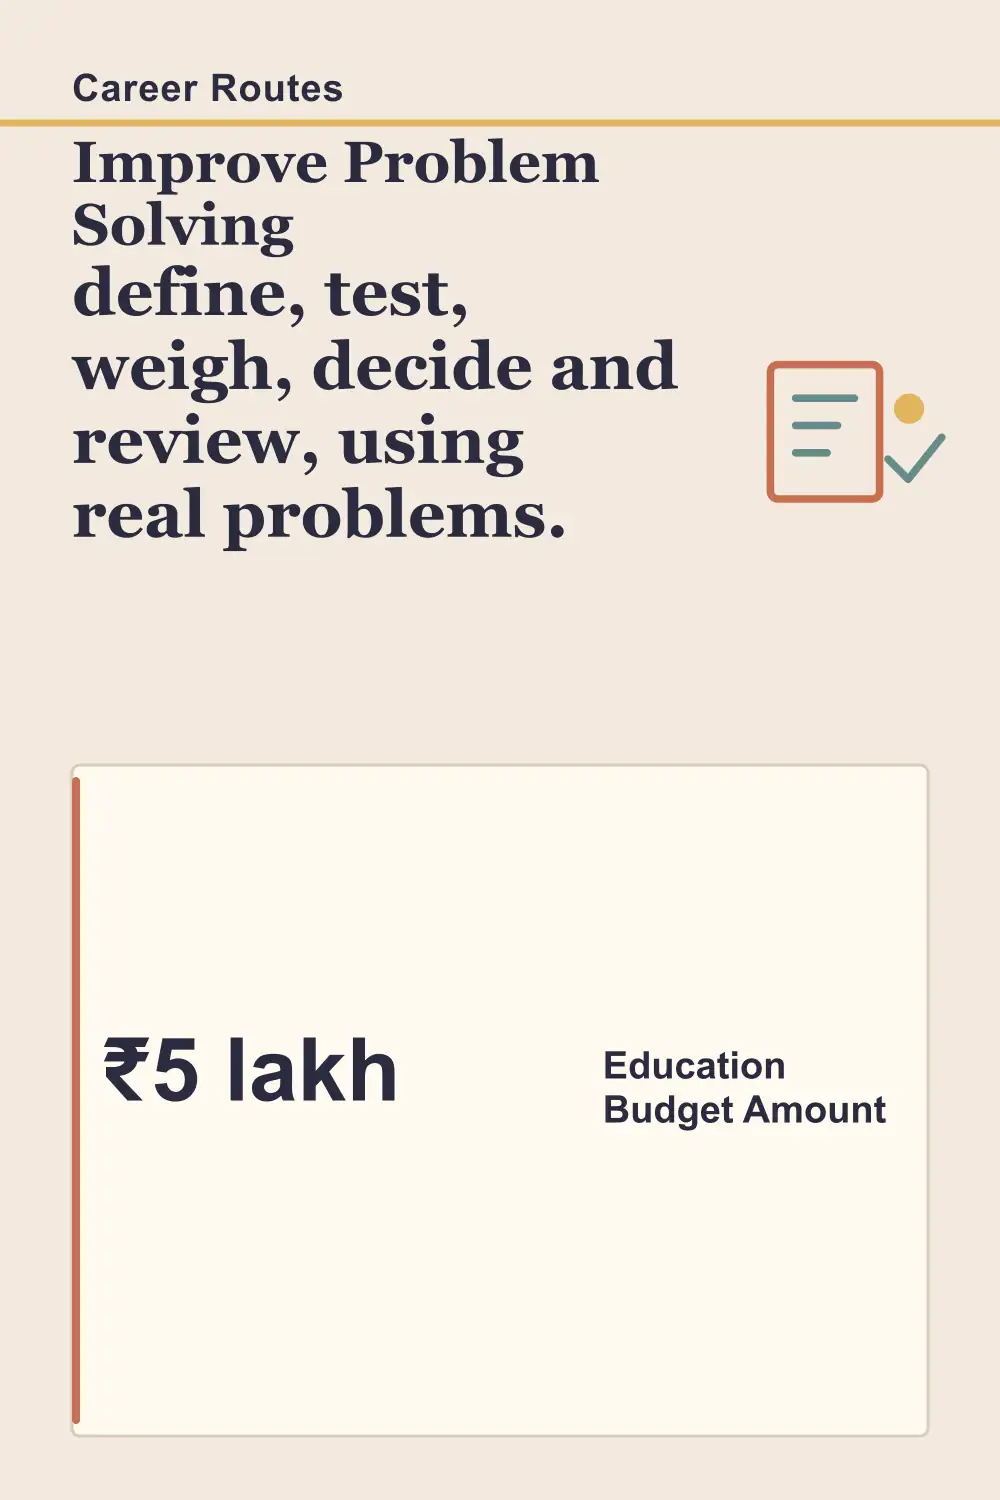 Career Routes
Improve Problem
Solving
define, test,
weigh, decide and
review, using
real problems.
₹5 lakh
Education
Budget Amount